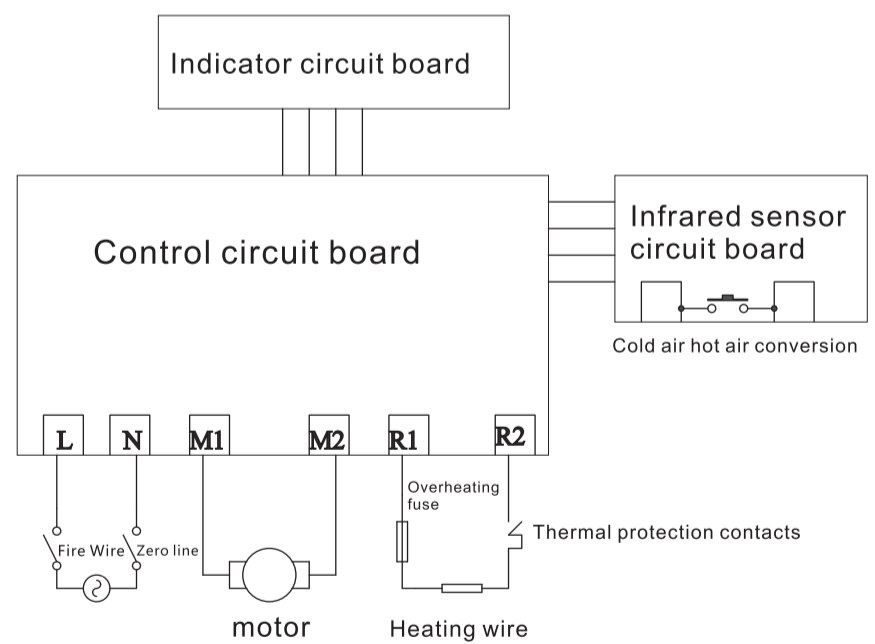 Indicator circuit board
Control circuit board
Infrared sensor
circuit board
Cold air hot air conversion
L
N
M1
M2
R1
R2
Overheating
fuse
Fire Wire
Zero line
Thermal protection contacts
motor
Heating wire